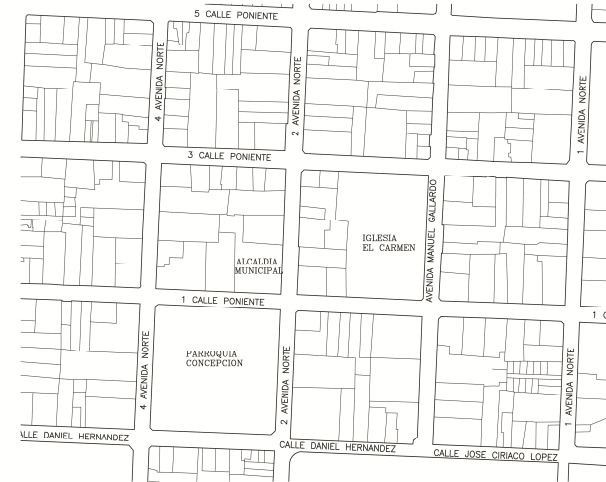 5 CALLE PONIENTE
4 AVENIDA NORTE
2 AVENIDA NORTE
1 AVENIDA NORTE
3 CALLE PONIENTE
AVENIDA MANUEL GALLARDO
IGLESIA
EL CARMEN
ALCALDIA
MUNICIPAL
1 CALLE PONIENTE
1 C
4 AVENIDA NORTE
PARROQUIA
CONCEPCION
2 AVENIDA NORTE
1 AVENIDA NORTE
ALLE DANIEL HERNANDEZ
CALLE DANIEL HERNANDEZ
CALLE JOSE CIRIACO LOPEZ